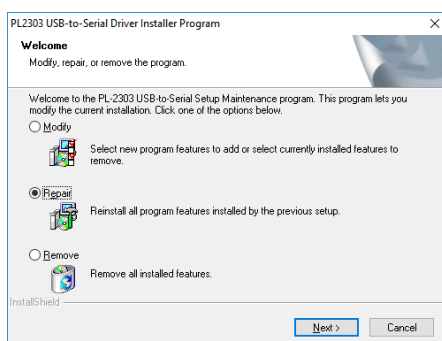 PL2303 USB-to-Serial Driver Installer Program
Welcome
Modify, repair, or remove the program.
Welcome to the PL-2303 USB-to-Serial Setup Maintenance program. This program lets you
modify the current installation. Click one of the options below.
Modify
Select new program features to add or select currently installed features to
remove.
Repair
Reinstall all program features installed by the previous setup.
Remove
Remove all installed features.
InstallShield
Next >
Cancel